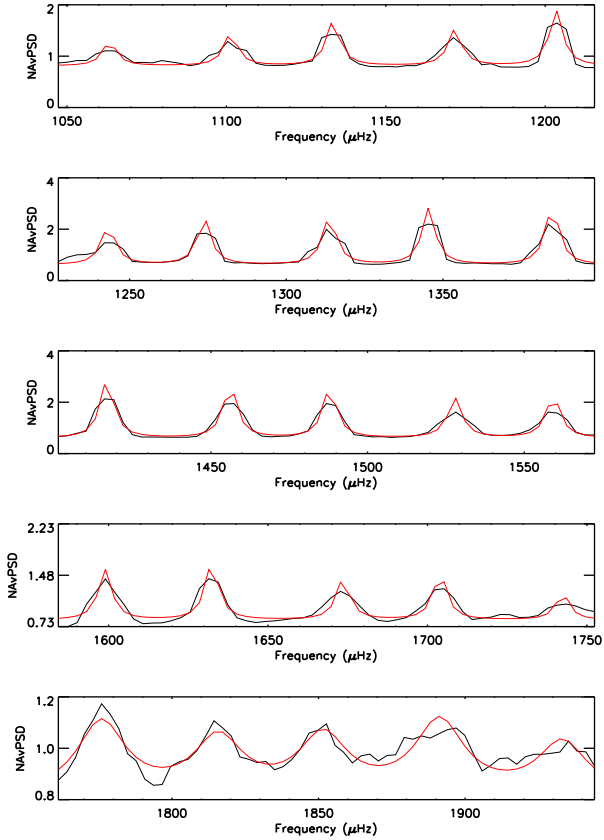 2
1
0
NAvPSD
1050 1100 1150 1200
Frequency (μHz)
4
2
0
NAvPSD
1250 1300 1350
Frequency (μHz)
4
2
0
NAvPSD
1450 1500 1550
Frequency (μHz)
2.23
1.48
0.73
NAvPSD
1600 1650 1700 1750
Frequency (μHz)
1.2
1.0
0.8
NAvPSD
1800 1850 1900
Frequency (μHz)